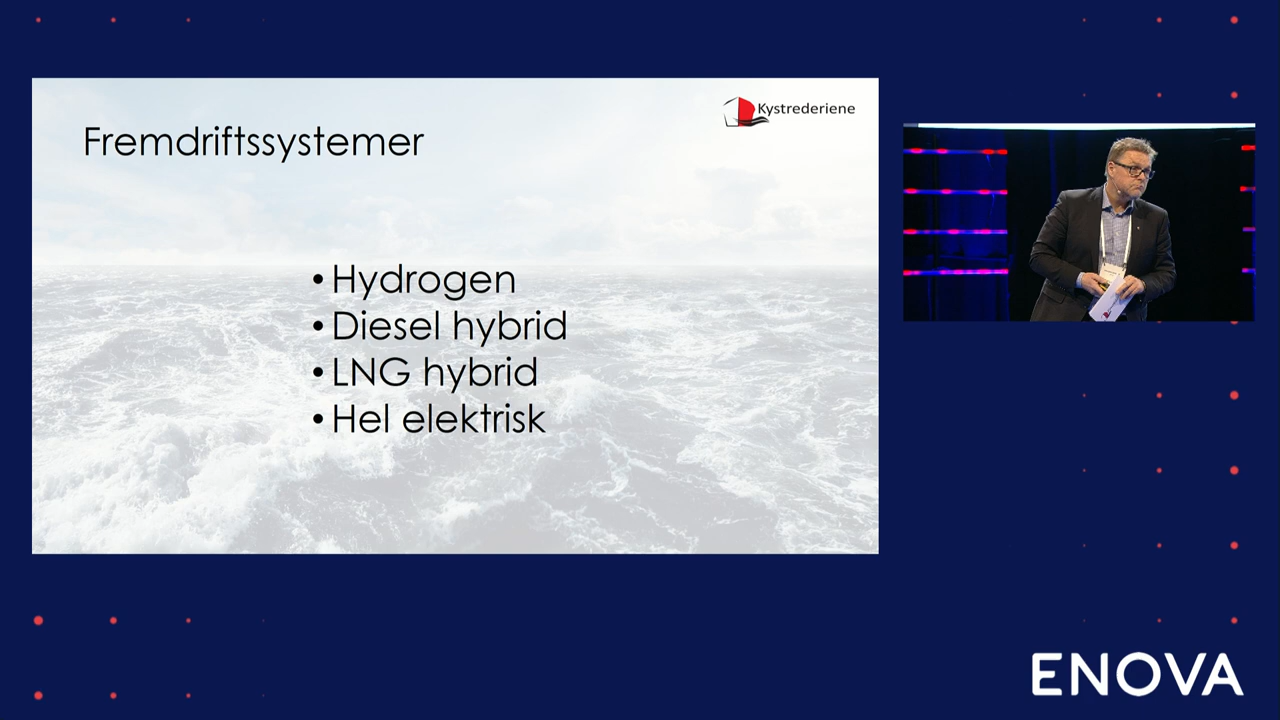 Kystrederiene
Fremdriftssystemer
• Hydrogen
• Diesel hybrid
• LNG hybrid
• Hel elektrisk
ENOVA